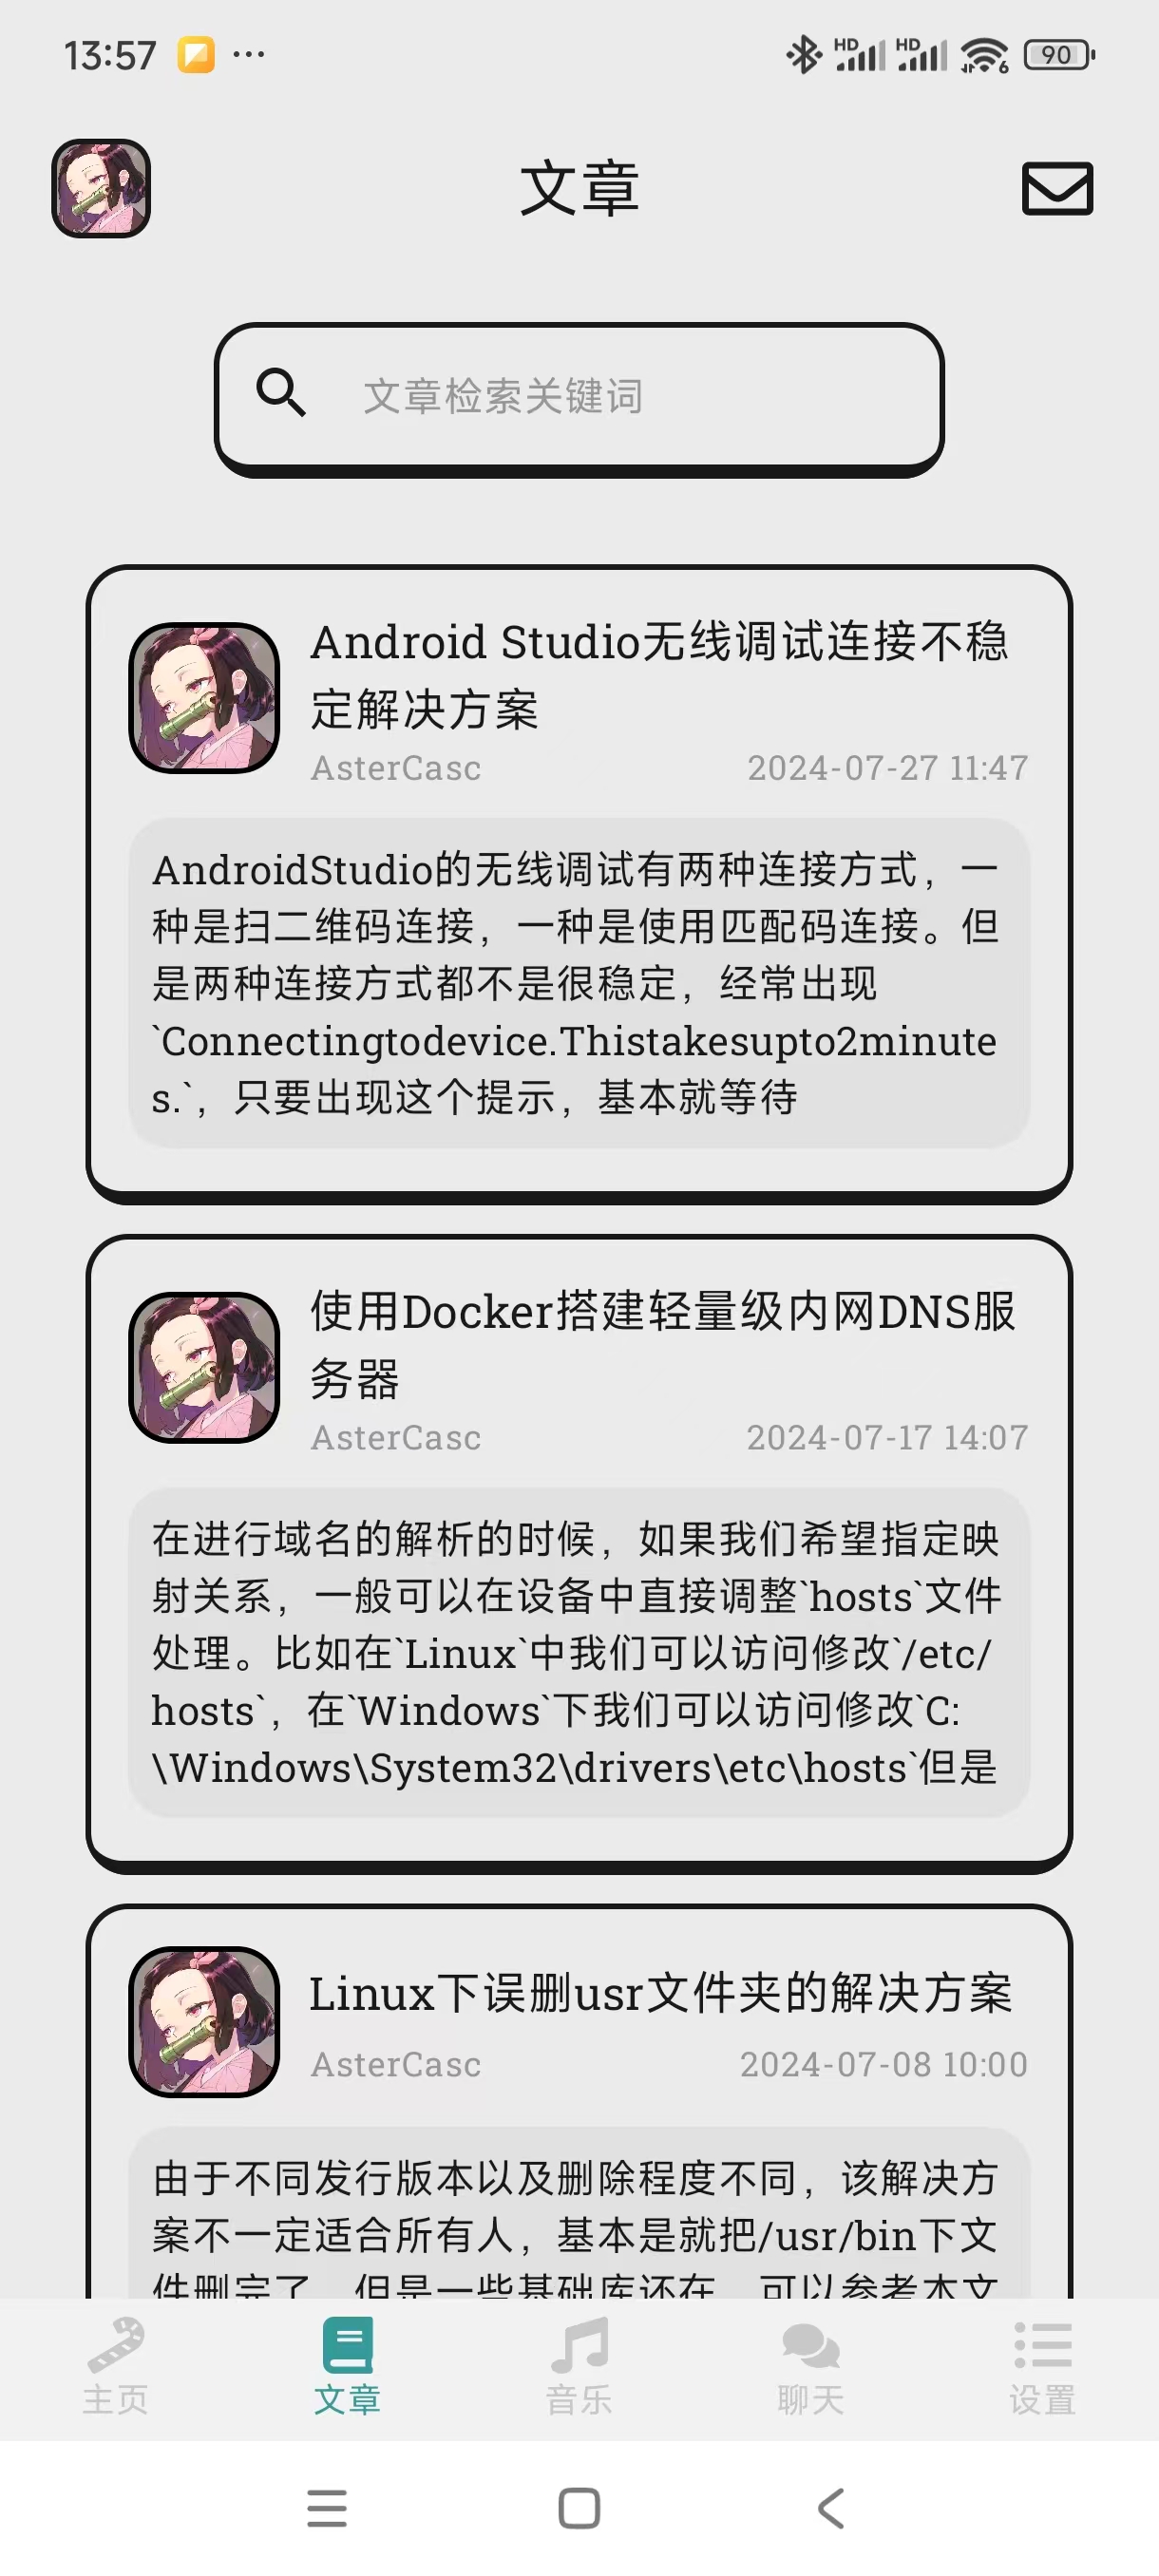 13:57
HD HD 6 90
文章
文章检索关键词
Android Studio无线调试连接不稳
定解决方案
AsterCasc 2024-07-27 11:47
AndroidStudio的无线调试有两种连接方式，一
种是扫二维码连接，一种是使用匹配码连接。但
是两种连接方式都不是很稳定，经常出现
`Connectingtodevice.Thistakesupto2minute
s.`，只要出现这个提示，基本就等待
使用Docker搭建轻量级内网DNS服
务器
AsterCasc 2024-07-17 14:07
在进行域名的解析的时候，如果我们希望指定映
射关系，一般可以在设备中直接调整`hosts`文件
处理。比如在`Linux`中我们可以访问修改`/etc/
hosts`，在`Windows`下我们可以访问修改`C:
\Windows\System32\drivers\etc\hosts`但是
Linux下误删usr文件夹的解决方案
AsterCasc 2024-07-08 10:00
由于不同发行版本以及删除程度不同，该解决方
案不一定适合所有人，基本是就把/usr/bin下文
件删完了，但是一些基础库还在，可以参考本文
主页 文章 音乐 聊天 设置